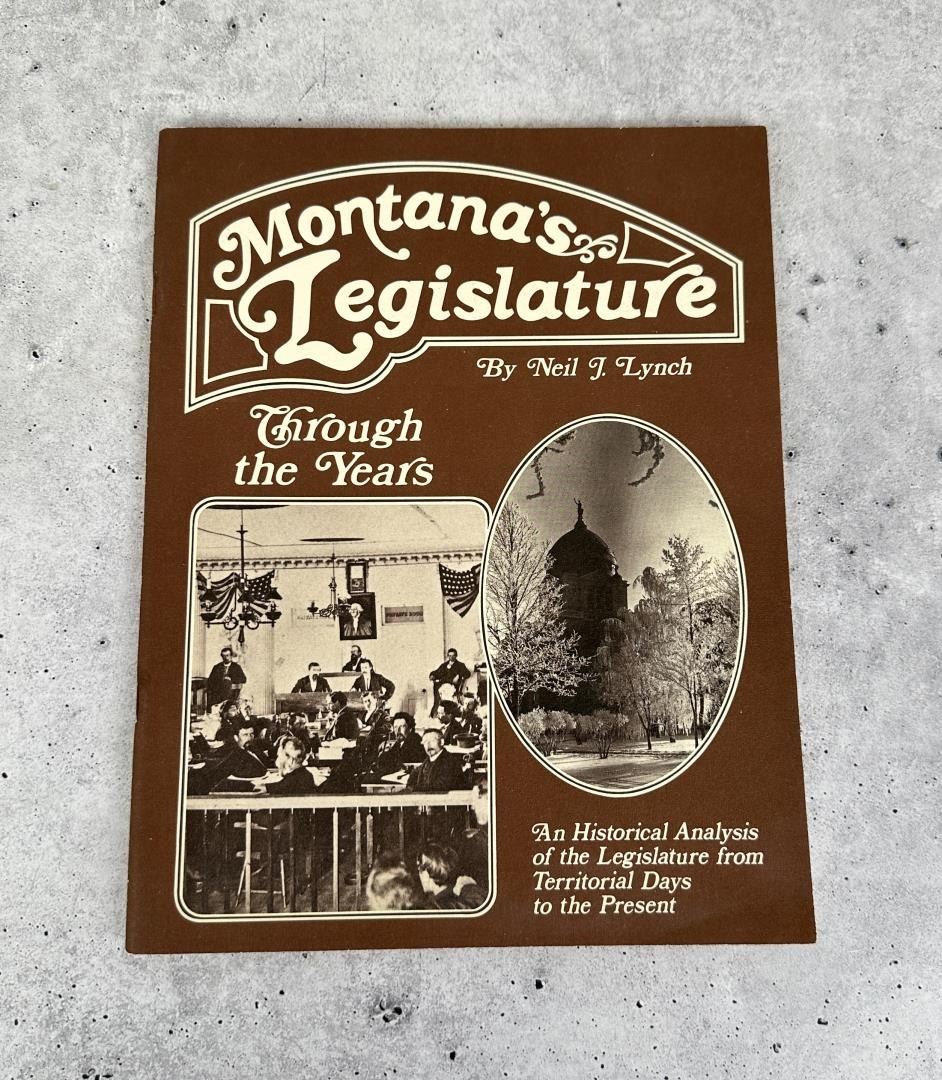 Montana's
Legislature
By Neil J. Lynch
Through
the Years
An Historical Analysis
of the Legislature from
Territorial Days
to the Present